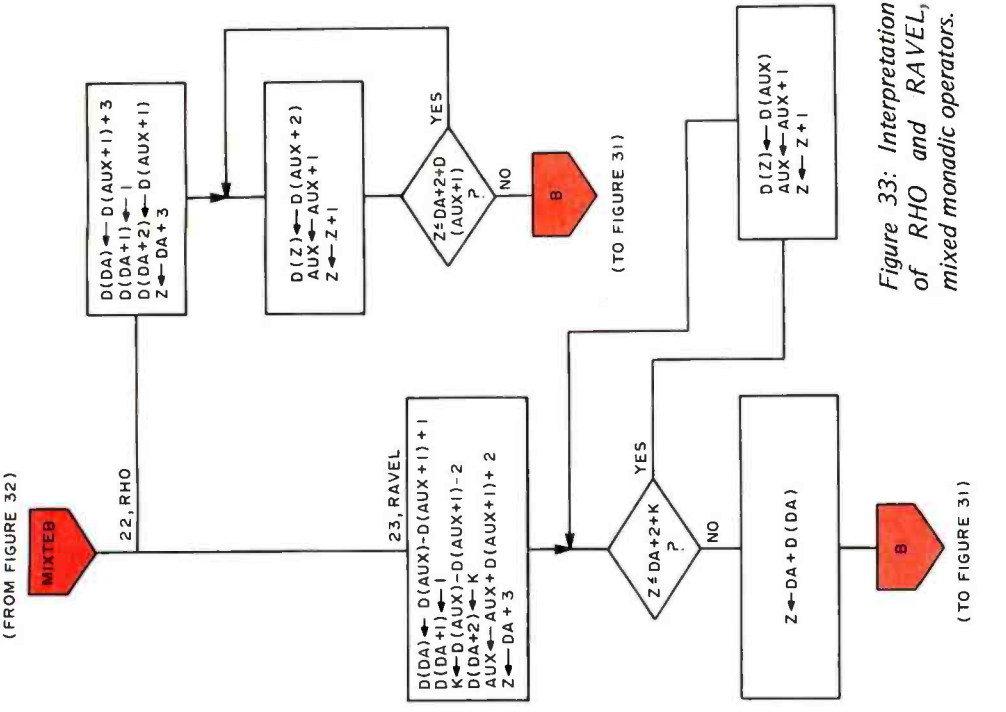 (FROM FIGURE 32)
MIXTEB
22, RHO
D(DA)←D(AUX+1)+3
D(DA+1)←1
D(DA+2)←D(AUX+1)
Z←DA+3
D(Z)←D(AUX+2)
AUX←AUX+1
Z←Z+1
Z≤DA+2+D
(AUX+1)
?
YES
NO
B
(TO FIGURE 31)
23, RAVEL
D(DA)←D(AUX)-D(AUX+1)+1
D(DA+1)←1
K←D(AUX)-D(AUX+1)-2
D(DA+2)←K
AUX←AUX+D(AUX+1)+2
Z←DA+3
Z≤DA+2+K
?
YES
NO
D(Z)←D(AUX)
AUX←AUX+1
Z←Z+1
Z←DA+D(DA)
B
(TO FIGURE 31)
Figure 33: Interpretation
of RHO and RAVEL,
mixed monadic operators.